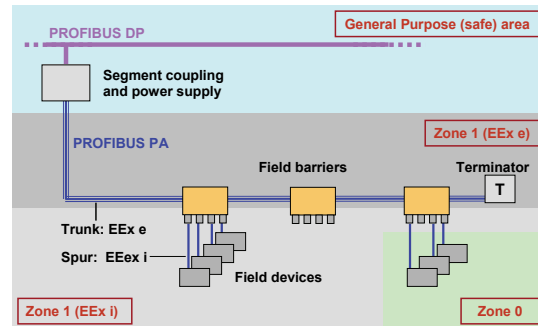 General Purpose (safe) area
PROFIBUS DP
Segment coupling
and power supply
Zone 1 (EEx e)
PROFIBUS PA
Field barriers
Terminator
T
Trunk: EEx e
Spur: EEex i
Field devices
Zone 1 (EEx i)
Zone 0